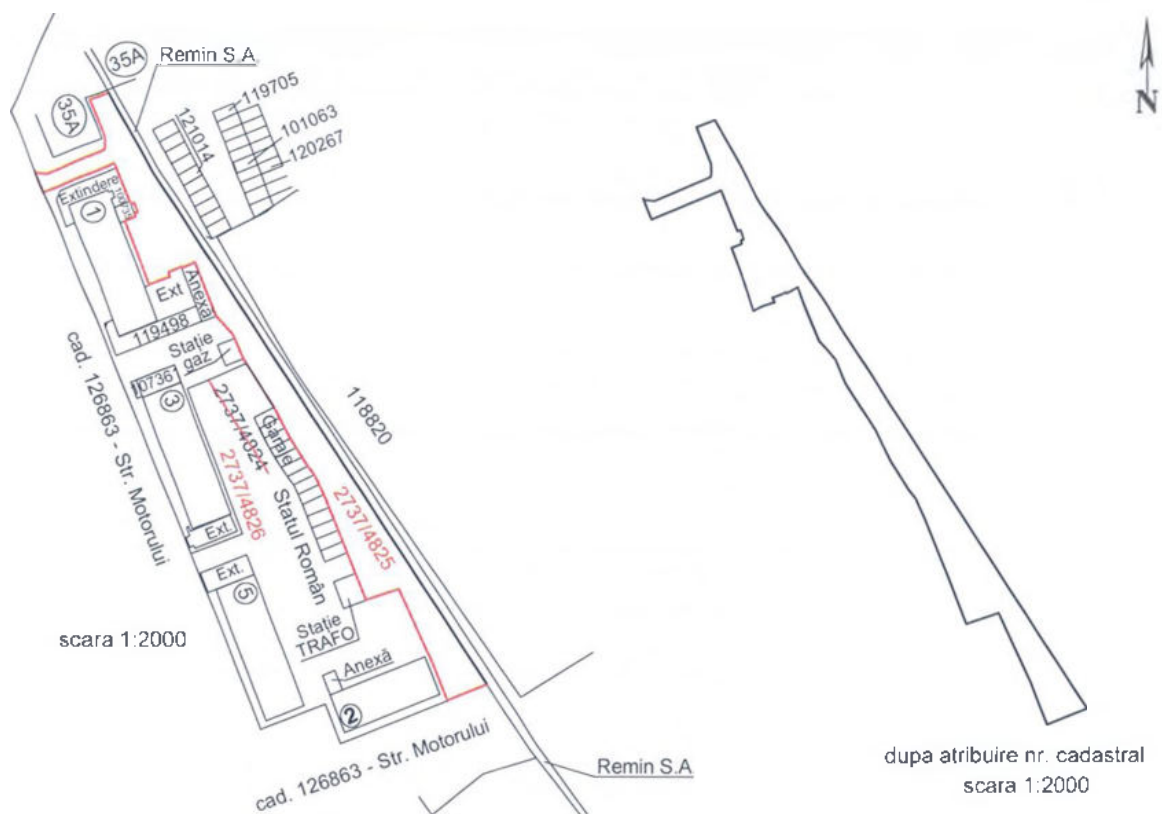 35A
Remin S.A
35A
119705
101063
120267
121014
N
Extindere
1
Ext
Anexă
119498
Stație
gaz
107361
3
2737/4824
Garaje
118820
cad. 126863 - Str. Motorului
2737/4826
Statul Român
2737/4825
Ext.
Ext.
5
Stație
TRAFO
scara 1:2000
Anexă
2
cad. 126863 - Str. Motorului
Remin S.A
dupa atribuire nr. cadastral
scara 1:2000